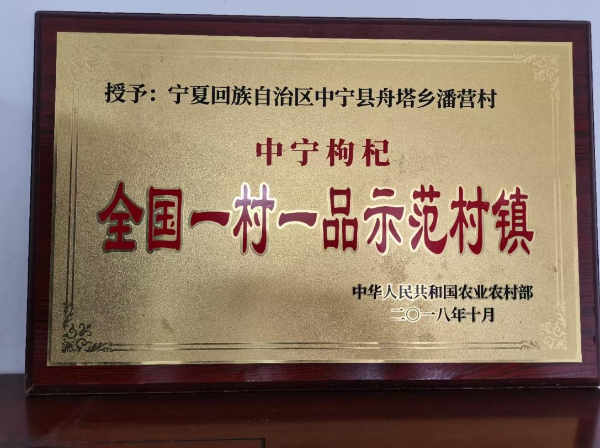 授予：宁夏回族自治区中宁县舟塔乡潘营村
中宁枸杞
全国一村一品示范村镇
中华人民共和国农业农村部
二〇一八年十月